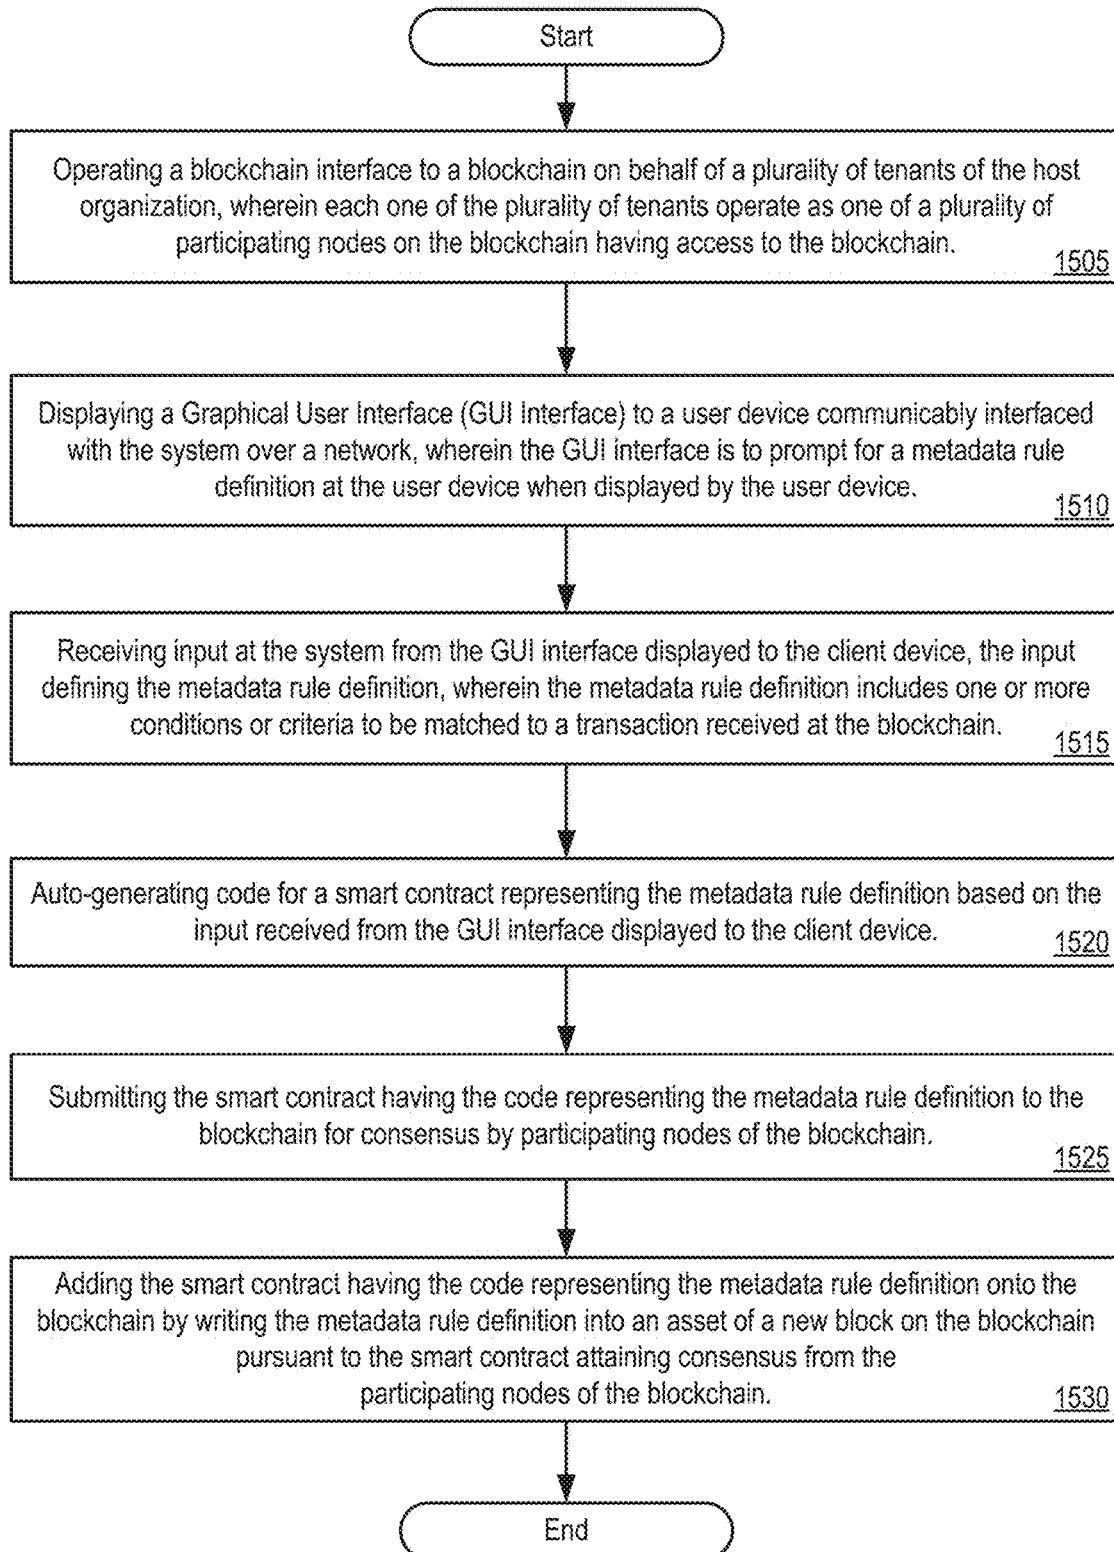 Start
Operating a blockchain interface to a blockchain on behalf of a plurality of tenants of the host
organization, wherein each one of the plurality of tenants operate as one of a plurality of
participating nodes on the blockchain having access to the blockchain.
1505
Displaying a Graphical User Interface (GUI Interface) to a user device communicably interfaced
with the system over a network, wherein the GUI interface is to prompt for a metadata rule
definition at the user device when displayed by the user device.
1510
Receiving input at the system from the GUI interface displayed to the client device, the input
defining the metadata rule definition, wherein the metadata rule definition includes one or more
conditions or criteria to be matched to a transaction received at the blockchain.
1515
Auto-generating code for a smart contract representing the metadata rule definition based on the
input received from the GUI interface displayed to the client device.
1520
Submitting the smart contract having the code representing the metadata rule definition to the
blockchain for consensus by participating nodes of the blockchain.
1525
Adding the smart contract having the code representing the metadata rule definition onto the
blockchain by writing the metadata rule definition into an asset of a new block on the blockchain
pursuant to the smart contract attaining consensus from the
participating nodes of the blockchain.
1530
End